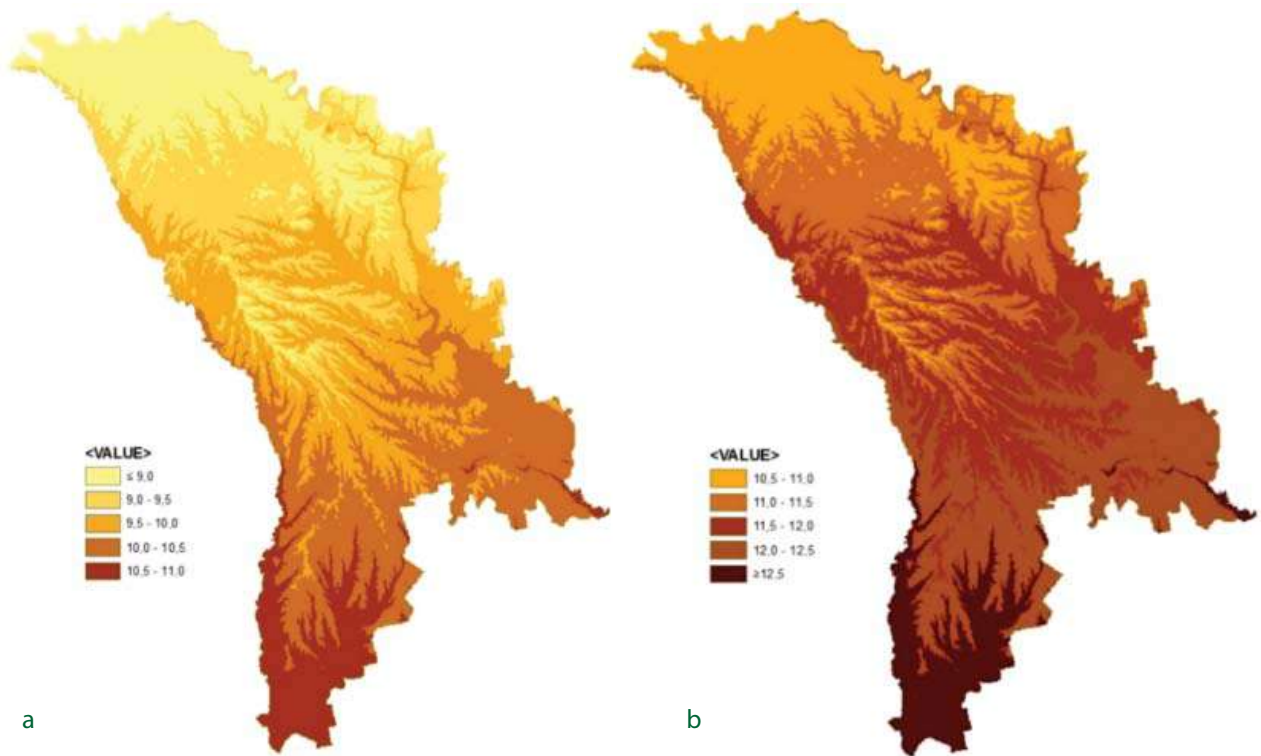 <VALUE>
≤ 9,0
9,0 - 9,5
9,5 - 10,0
10,0 - 10,5
10,5 - 11,0
a
<VALUE>
10,5 - 11,0
11,0 - 11,5
11,5 - 12,0
12,0 - 12,5
≥12,5
b